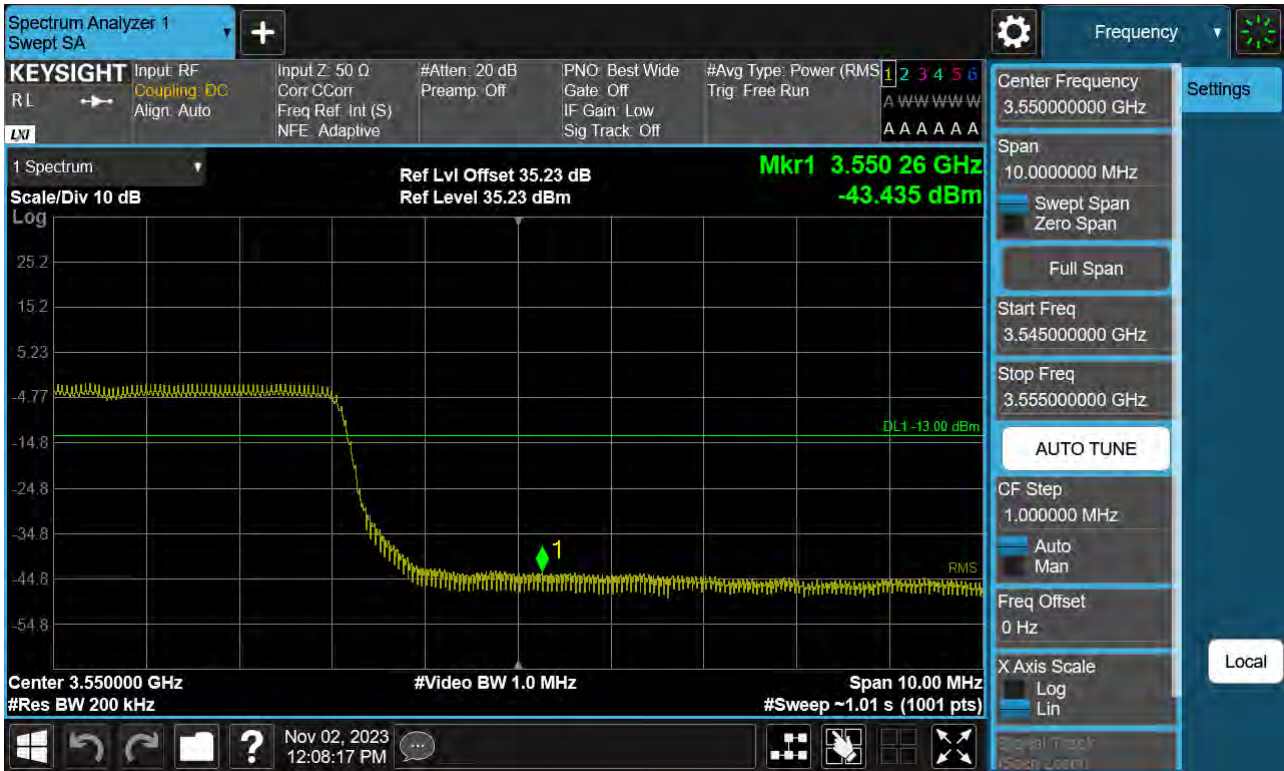 Spectrum Analyzer 1
Swept SA
+
Frequency
KEYSIGHT
RL
LXI
Input: RF
Coupling: DC
Align: Auto
Input Z: 50 Ω
Corr CCorr
Freq Ref: Int (S)
NFE: Adaptive
#Atten: 20 dB
Preamp: Off
PNO: Best Wide
Gate: Off
IF Gain: Low
Sig Track: Off
#Avg Type: Power (RMS
Trig: Free Run
1 2 3 4 5 6
A W W W W W
A A A A A A
1 Spectrum
Scale/Div 10 dB
Log
Ref Lvl Offset 35.23 dB
Ref Level 35.23 dBm
Mkr1 3.550 26 GHz
-43.435 dBm
25.2
15.2
5.23
-4.77
-14.8
-24.8
-34.8
-44.8
-54.8
DL1 -13.00 dBm
1
RMS
Center 3.550000 GHz
#Res BW 200 kHz
#Video BW 1.0 MHz
Span 10.00 MHz
#Sweep ~1.01 s (1001 pts)
Nov 02, 2023
12:08:17 PM
?
Center Frequency
3.550000000 GHz
Settings
Span
10.0000000 MHz
Swept Span
Zero Span
Full Span
Start Freq
3.545000000 GHz
Stop Freq
3.555000000 GHz
AUTO TUNE
CF Step
1.000000 MHz
Auto
Man
Freq Offset
0 Hz
X Axis Scale
Log
Lin
Local
Signal Track
(Span Zoom)